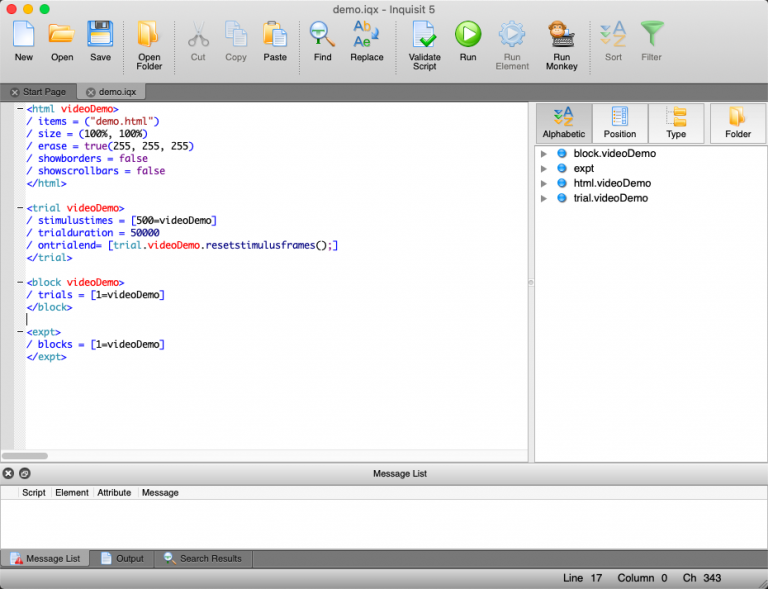 demo.iqx - Inquisit 5
New Open Save Open Folder Cut Copy Paste Find Replace Validate Script Run Run Element Run Monkey Sort Filter
Start Page demo.iqx
<html videoDemo>
/ items = ("demo.html")
/ size = (100%, 100%)
/ erase = true(255, 255, 255)
/ showborders = false
/ showscrollbars = false
</html>
<trial videoDemo>
/ stimulustimes = [500=videoDemo]
/ trialduration = 50000
/ ontrialend= [trial.videoDemo.resetstimulusframes();]
</trial>
<block videoDemo>
/ trials = [1=videoDemo]
</block>
<expt>
/ blocks = [1=videoDemo]
</expt>
Alphabetic Position Type Folder
block.videoDemo
expt
html.videoDemo
trial.videoDemo
Message List
Script Element Attribute Message
Message List Output Search Results
Line 17 Column 0 Ch 343